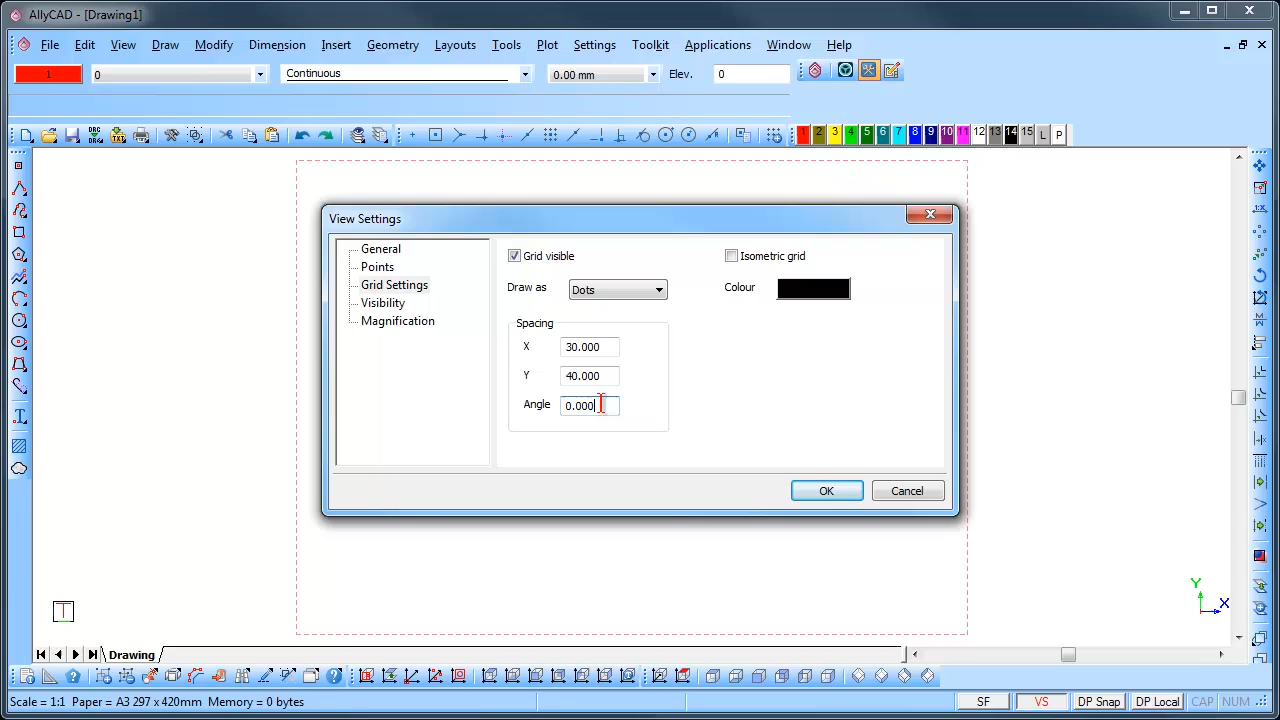 AllyCAD - [Drawing1]
File Edit View Draw Modify Dimension Insert Geometry Layouts Tools Plot Settings Toolkit Applications Window Help
1 0 Continuous 0.00 mm Elev. 0
DRG TXT 1 2 3 4 5 6 7 8 9 10 11 12 13 14 15 L P
View Settings
General
Points
Grid Settings
Visibility
Magnification
Grid visible Isometric grid
Draw as Dots Colour
Spacing
X 30.000
Y 40.000
Angle 0.000
OK Cancel
Y
X
T
Drawing
Scale = 1:1 Paper = A3 297 x 420mm Memory = 0 bytes SF VS DP Snap DP Local CAP NUM